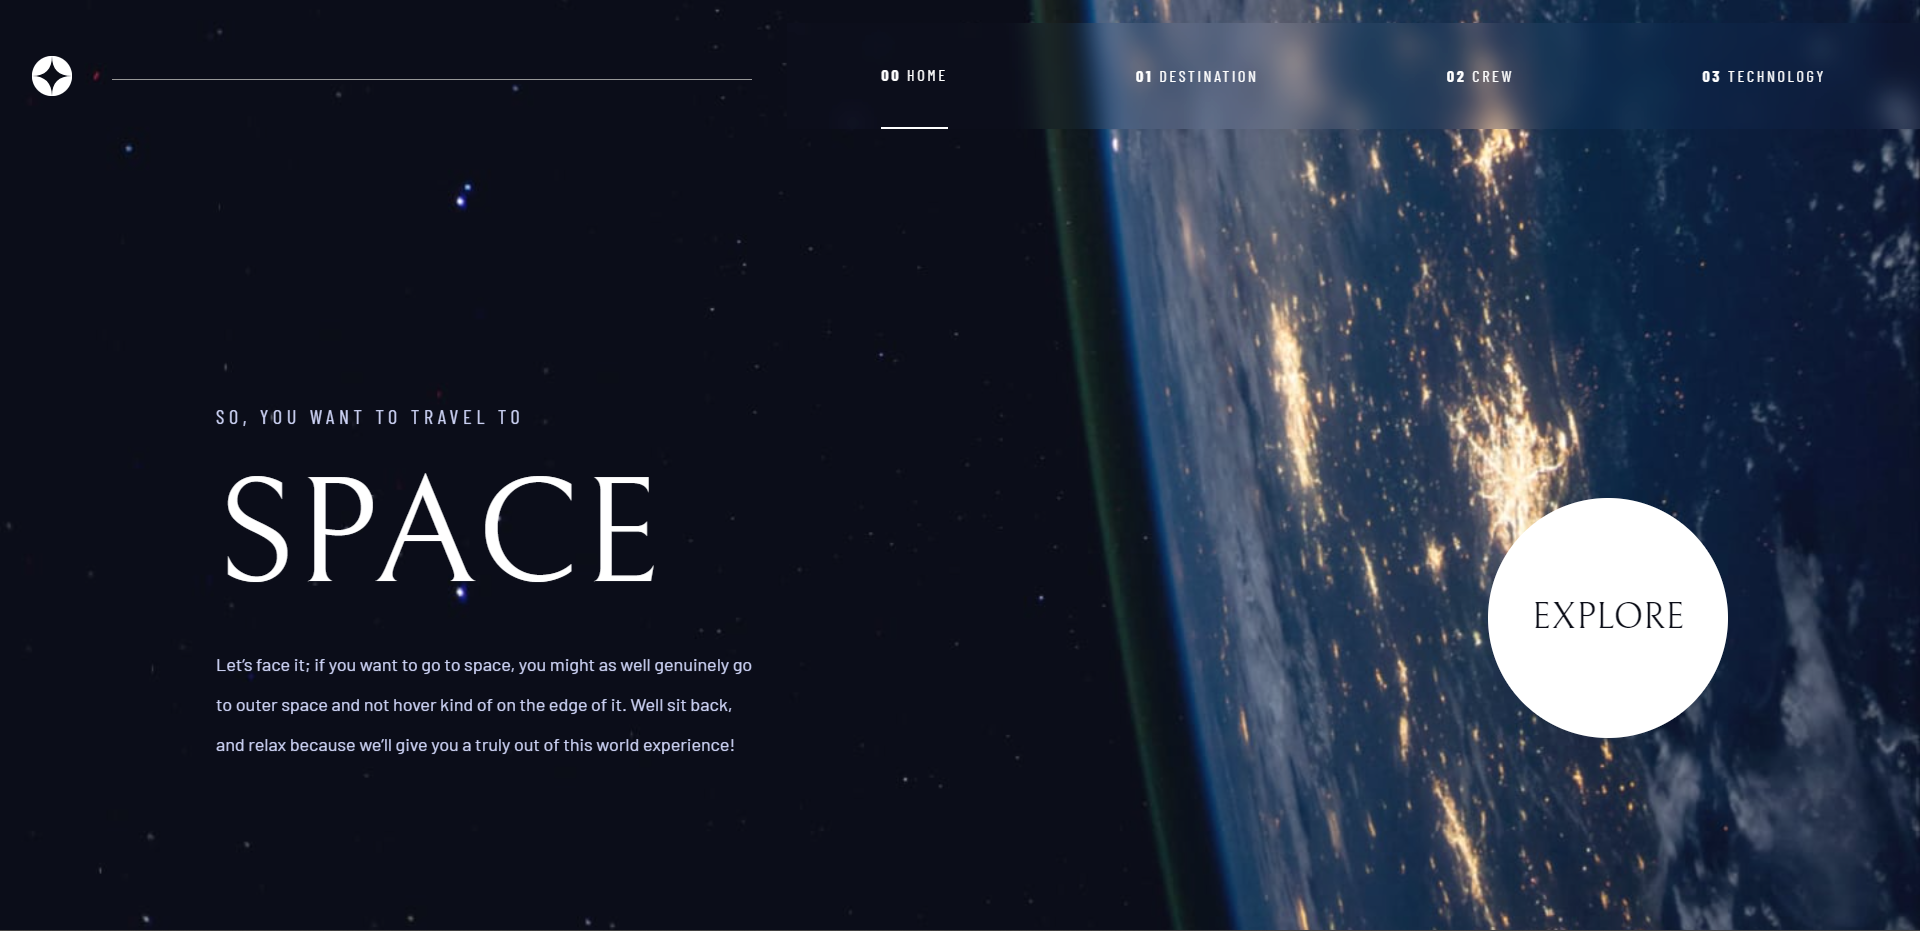 00 HOME
01 DESTINATION
02 CREW
03 TECHNOLOGY
SO, YOU WANT TO TRAVEL TO
SPACE
Let’s face it; if you want to go to space, you might as well genuinely go
to outer space and not hover kind of on the edge of it. Well sit back,
and relax because we’ll give you a truly out of this world experience!
EXPLORE